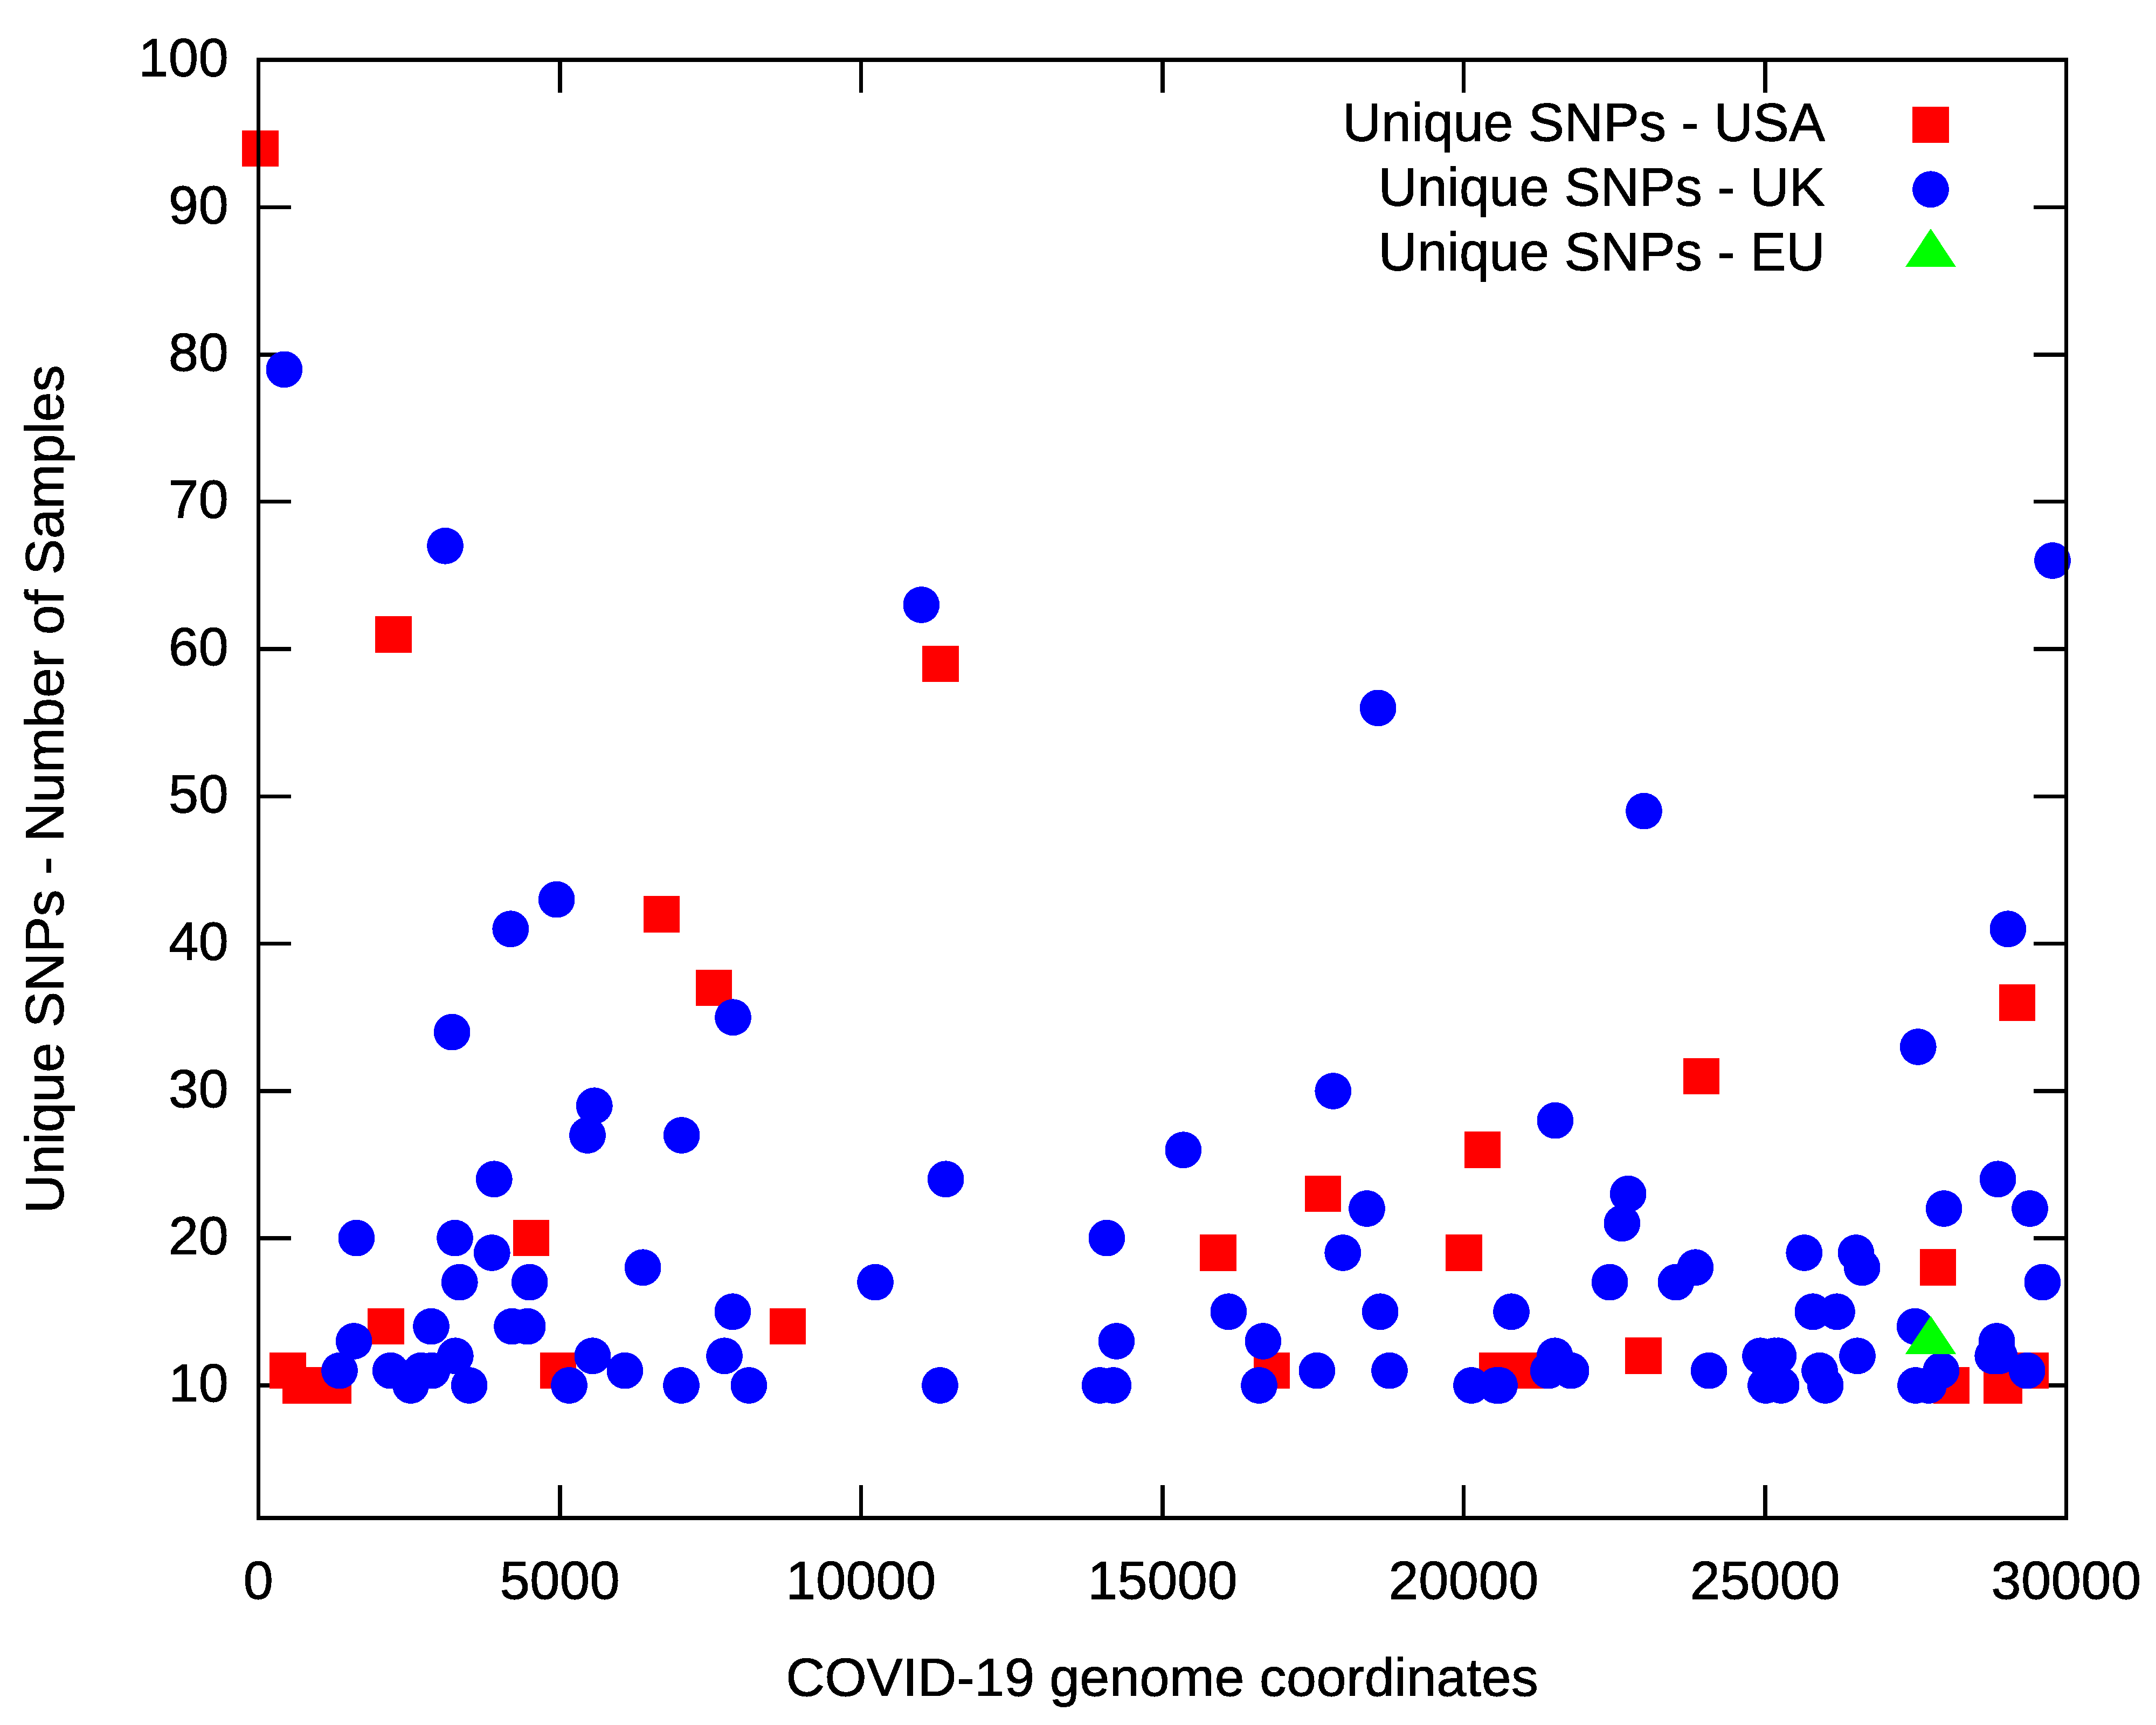 100
90
80
70
60
50
40
30
20
10
Unique SNPs - Number of Samples
Unique SNPs - USA
Unique SNPs - UK
Unique SNPs - EU
0 5000 10000 15000 20000 25000 30000
COVID-19 genome coordinates